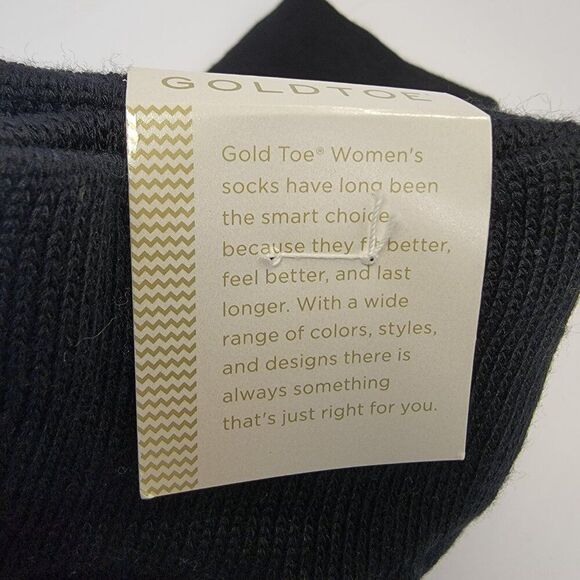 GOLDTOE
Gold Toe® Women's
socks have long been
the smart choice
because they fit better,
feel better, and last
longer. With a wide
range of colors, styles,
and designs there is
always something
that's just right for you.